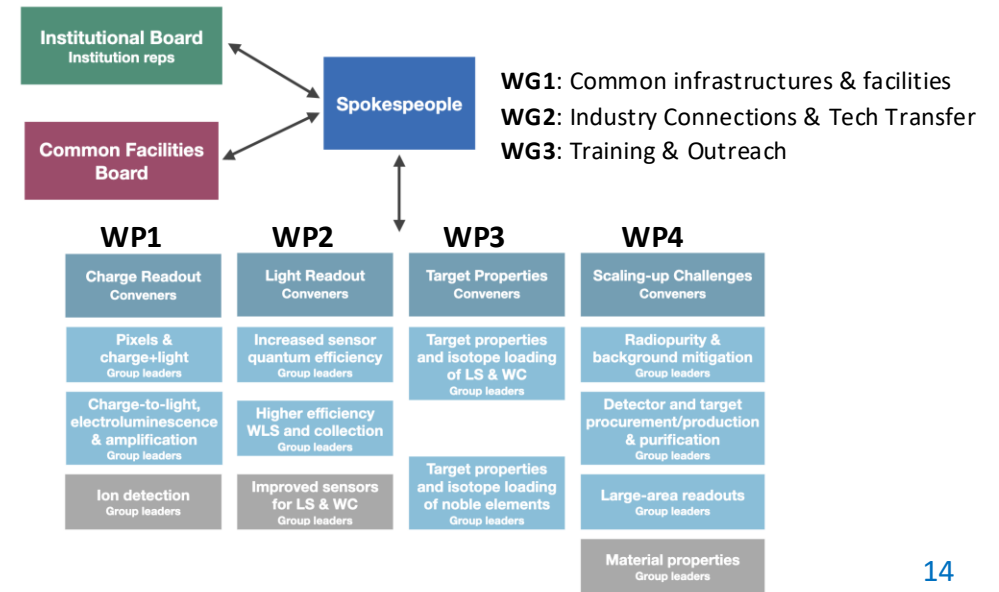 Institutional Board
Institution reps
Spokespeople
Common Facilities
Board
WG1: Common infrastructures & facilities
WG2: Industry Connections & Tech Transfer
WG3: Training & Outreach
WP1
Charge Readout
Conveners
Pixels &
charge+light
Group leaders
Charge-to-light,
electroluminescence
& amplification
Group leaders
Ion detection
Group leaders
WP2
Light Readout
Conveners
Increased sensor
quantum efficiency
Group leaders
Higher efficiency
WLS and collection
Group leaders
Improved sensors
for LS & WC
Group leaders
WP3
Target Properties
Conveners
Target properties
and isotope loading
of LS & WC
Group leaders
Target properties
and isotope loading
of noble elements
Group leaders
WP4
Scaling-up Challenges
Conveners
Radiopurity &
background mitigation
Group leaders
Detector and target
procurement/production
& purification
Group leaders
Large-area readouts
Group leaders
Material properties
Group leaders
14